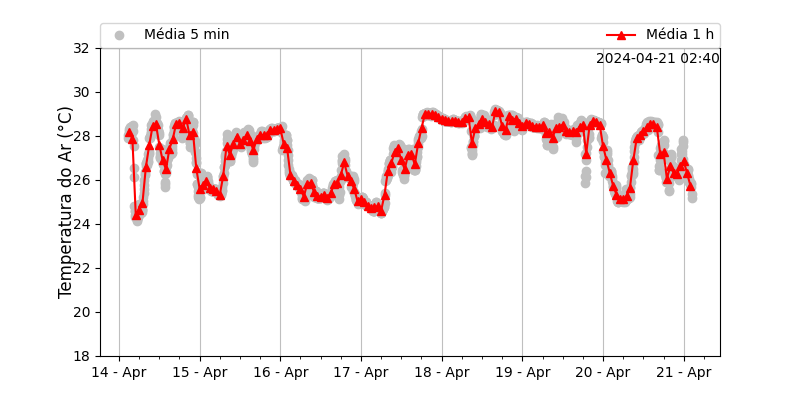 Média 5 min
Média 1 h
2024-04-21 02:40
Temperatura do Ar (°C)
32
30
28
26
24
22
20
18
14 - Apr
15 - Apr
16 - Apr
17 - Apr
18 - Apr
19 - Apr
20 - Apr
21 - Apr